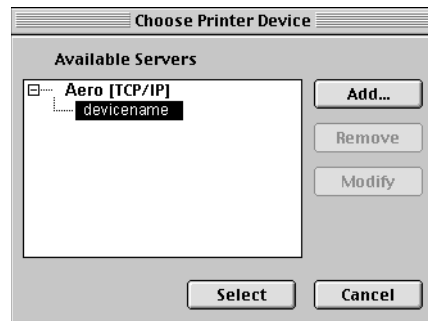 Choose Printer Device
Available Servers
Aero [TCP/IP]
devicename
Add...
Remove
Modify
Select
Cancel